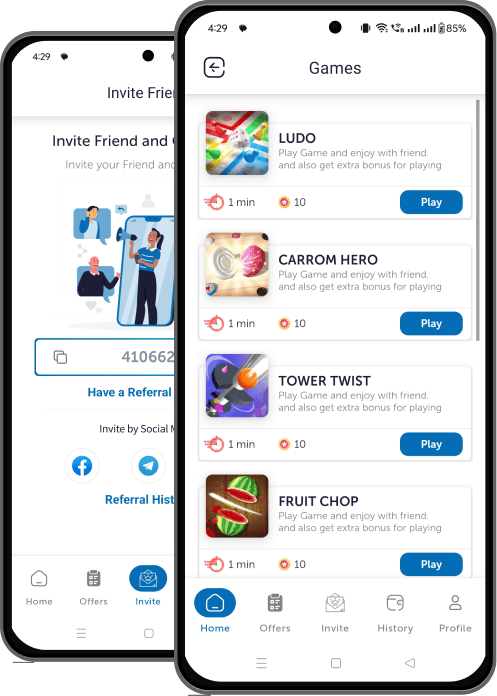 4:29
Invite Frie
Invite Friend and
Invite your Friend and
410662
Have a Referral
Invite by Social
Referral Hist
Home
Offers
Invite
4:29
85%
Games
LUDO
Play Game and enjoy with friend.
and also get extra bonus for playing
1 min
10
Play
CARROM HERO
Play Game and enjoy with friend.
and also get extra bonus for playing
1 min
10
Play
TOWER TWIST
Play Game and enjoy with friend.
and also get extra bonus for playing
1 min
10
Play
FRUIT CHOP
Play Game and enjoy with friend.
and also get extra bonus for playing
1 min
10
Play
Home
Offers
Invite
History
Profile